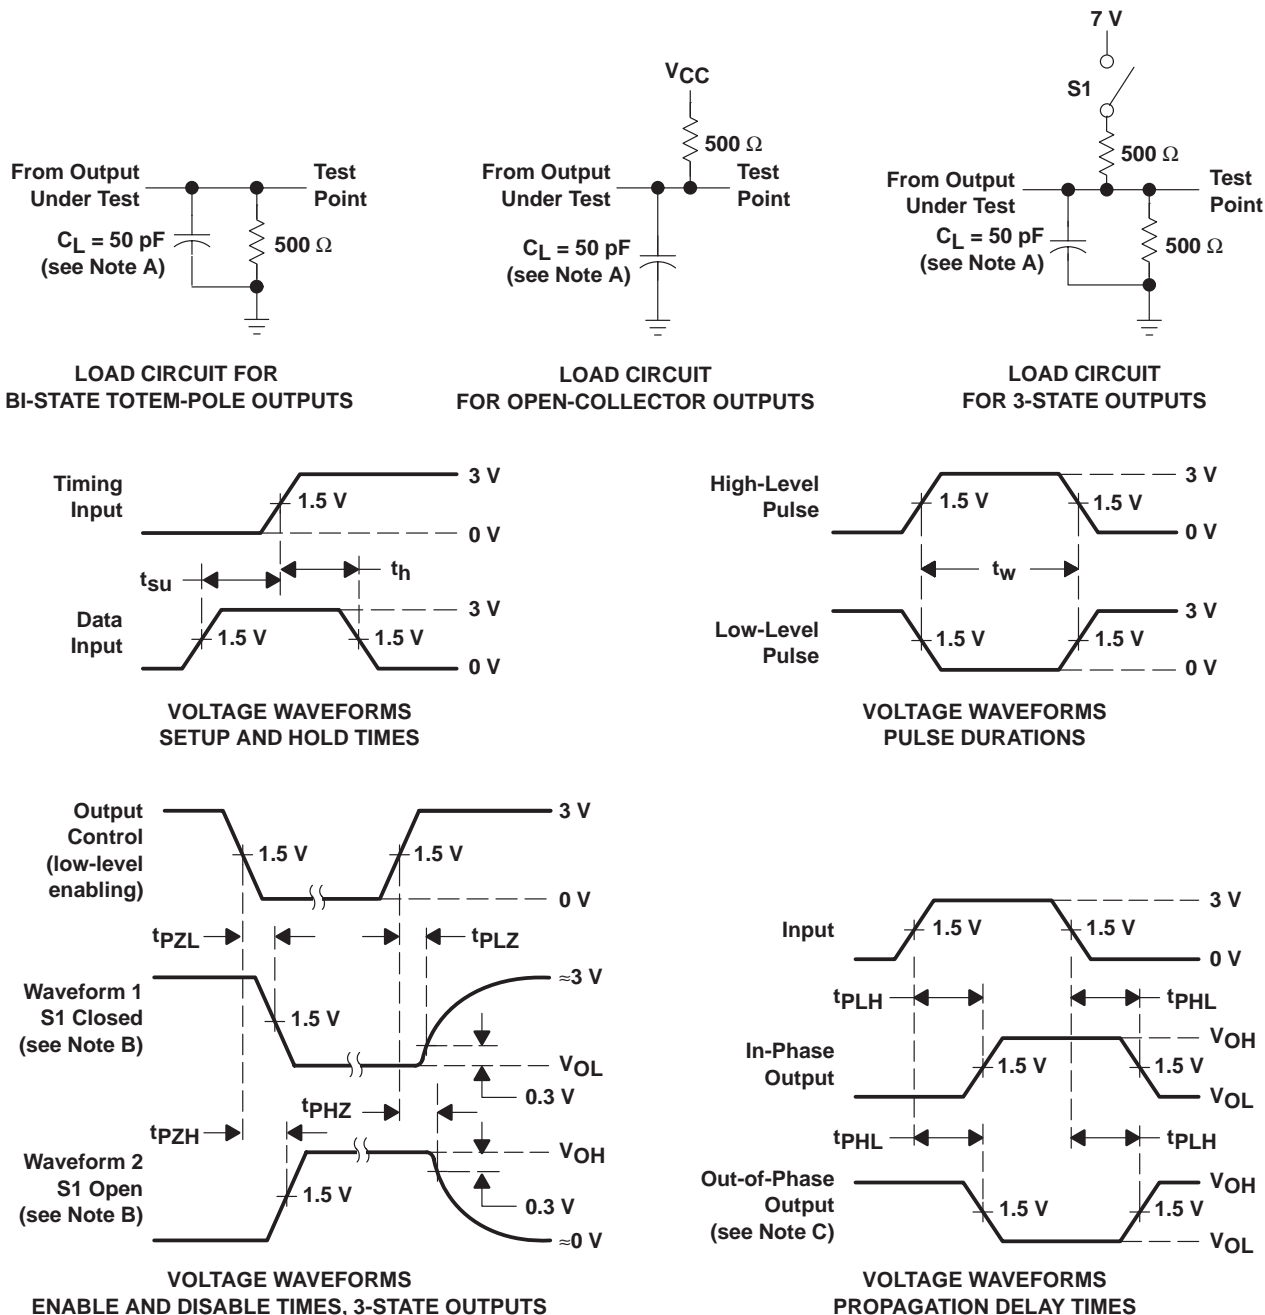 From Output
Under Test
Test
Point
CL = 50 pF
(see Note A)
500 Ω
LOAD CIRCUIT FOR
BI-STATE TOTEM-POLE OUTPUTS
VCC
500 Ω
From Output
Under Test
Test
Point
CL = 50 pF
(see Note A)
LOAD CIRCUIT
FOR OPEN-COLLECTOR OUTPUTS
7 V
S1
500 Ω
From Output
Under Test
Test
Point
CL = 50 pF
(see Note A)
500 Ω
LOAD CIRCUIT
FOR 3-STATE OUTPUTS
Timing
Input
1.5 V
3 V
0 V
tsu
th
Data
Input
1.5 V
1.5 V
3 V
0 V
VOLTAGE WAVEFORMS
SETUP AND HOLD TIMES
High-Level
Pulse
1.5 V
1.5 V
3 V
0 V
tw
Low-Level
Pulse
1.5 V
1.5 V
3 V
0 V
VOLTAGE WAVEFORMS
PULSE DURATIONS
Output
Control
(low-level
enabling)
1.5 V
1.5 V
3 V
0 V
tPZL
tPLZ
Waveform 1
S1 Closed
(see Note B)
1.5 V
≈3 V
VOL
0.3 V
tPHZ
tPZH
Waveform 2
S1 Open
(see Note B)
1.5 V
VOH
0.3 V
≈0 V
VOLTAGE WAVEFORMS
ENABLE AND DISABLE TIMES, 3-STATE OUTPUTS
Input
1.5 V
1.5 V
3 V
0 V
tPLH
tPHL
In-Phase
Output
1.5 V
1.5 V
VOH
VOL
tPHL
tPLH
Out-of-Phase
Output
(see Note C)
1.5 V
1.5 V
VOH
VOL
VOLTAGE WAVEFORMS
PROPAGATION DELAY TIMES